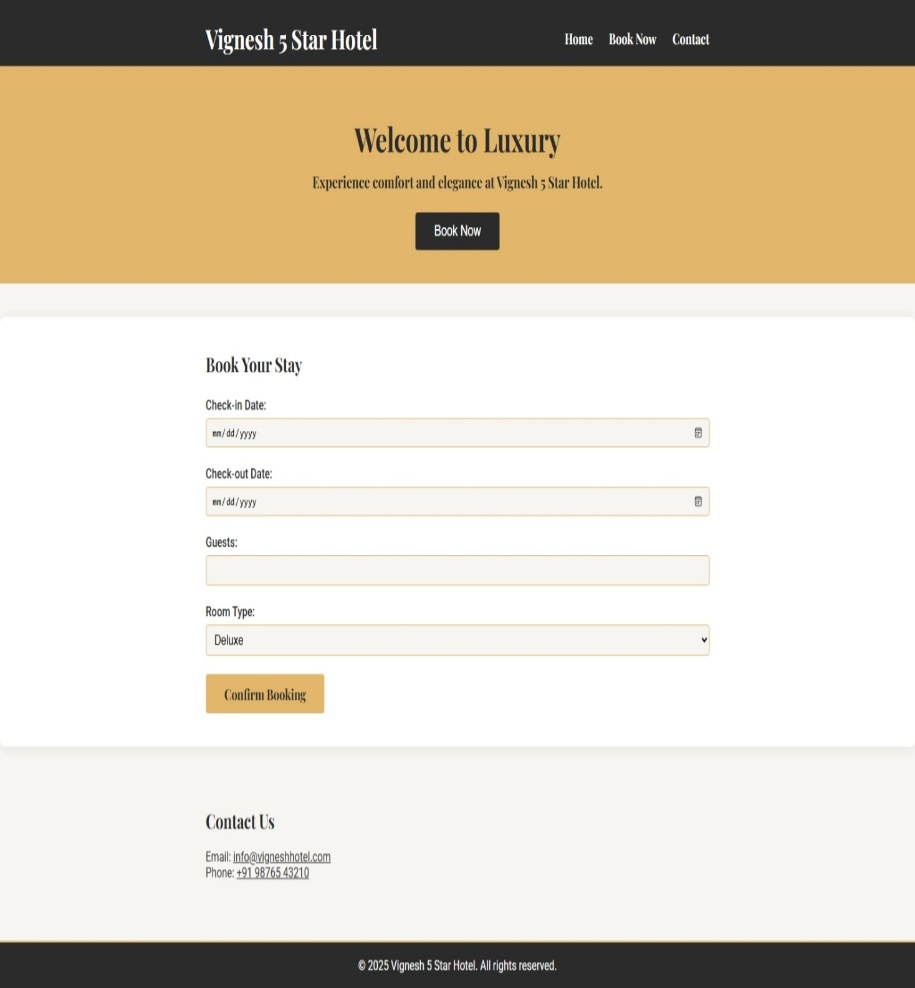 Vignesh 5 Star Hotel
Home Book Now Contact
Welcome to Luxury
Experience comfort and elegance at Vignesh 5 Star Hotel.
Book Now
Book Your Stay
Check-in Date:
mm/dd/yyyy
Check-out Date:
mm/dd/yyyy
Guests:
Room Type:
Deluxe
Confirm Booking
Contact Us
Email: info@vigneshhotel.com
Phone: +91 98765 43210
© 2025 Vignesh 5 Star Hotel. All rights reserved.